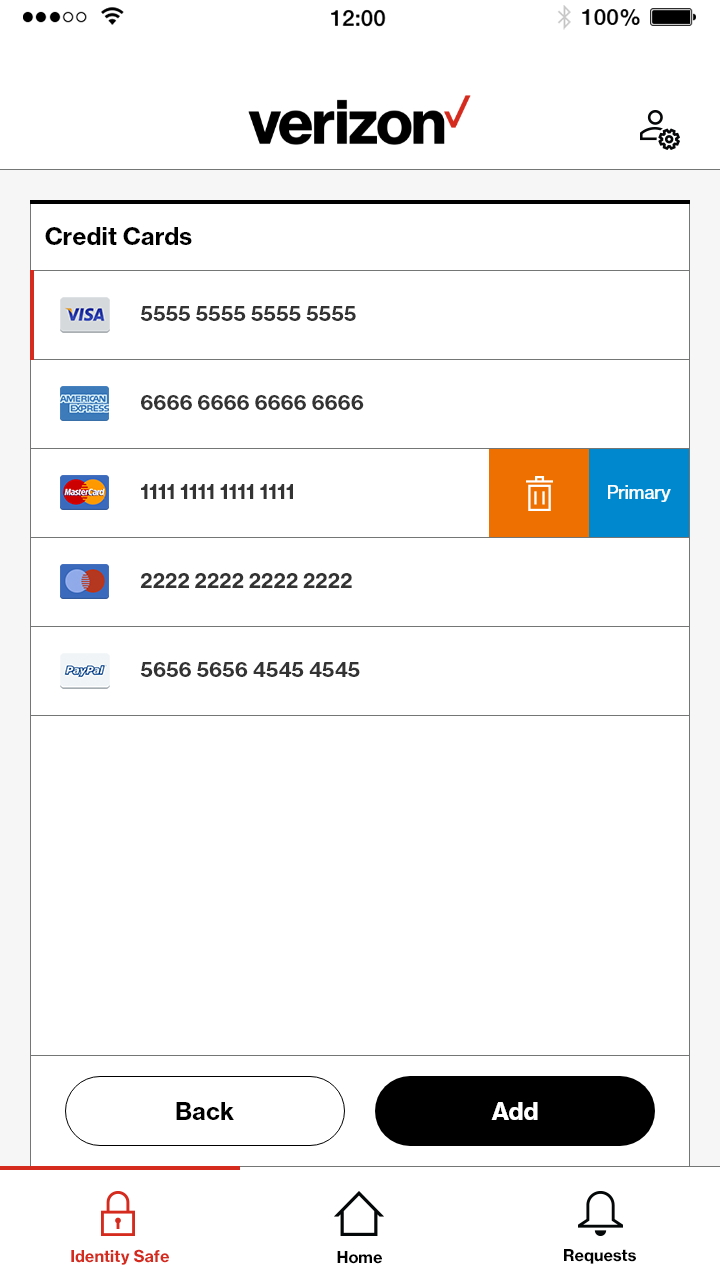 12:00
100%
verizon
Credit Cards
VISA
5555 5555 5555 5555
AMERICAN
EXPRESS
6666 6666 6666 6666
MasterCard
1111 1111 1111 1111
Primary
2222 2222 2222 2222
PayPal
5656 5656 4545 4545
Back
Add
Identity Safe
Home
Requests